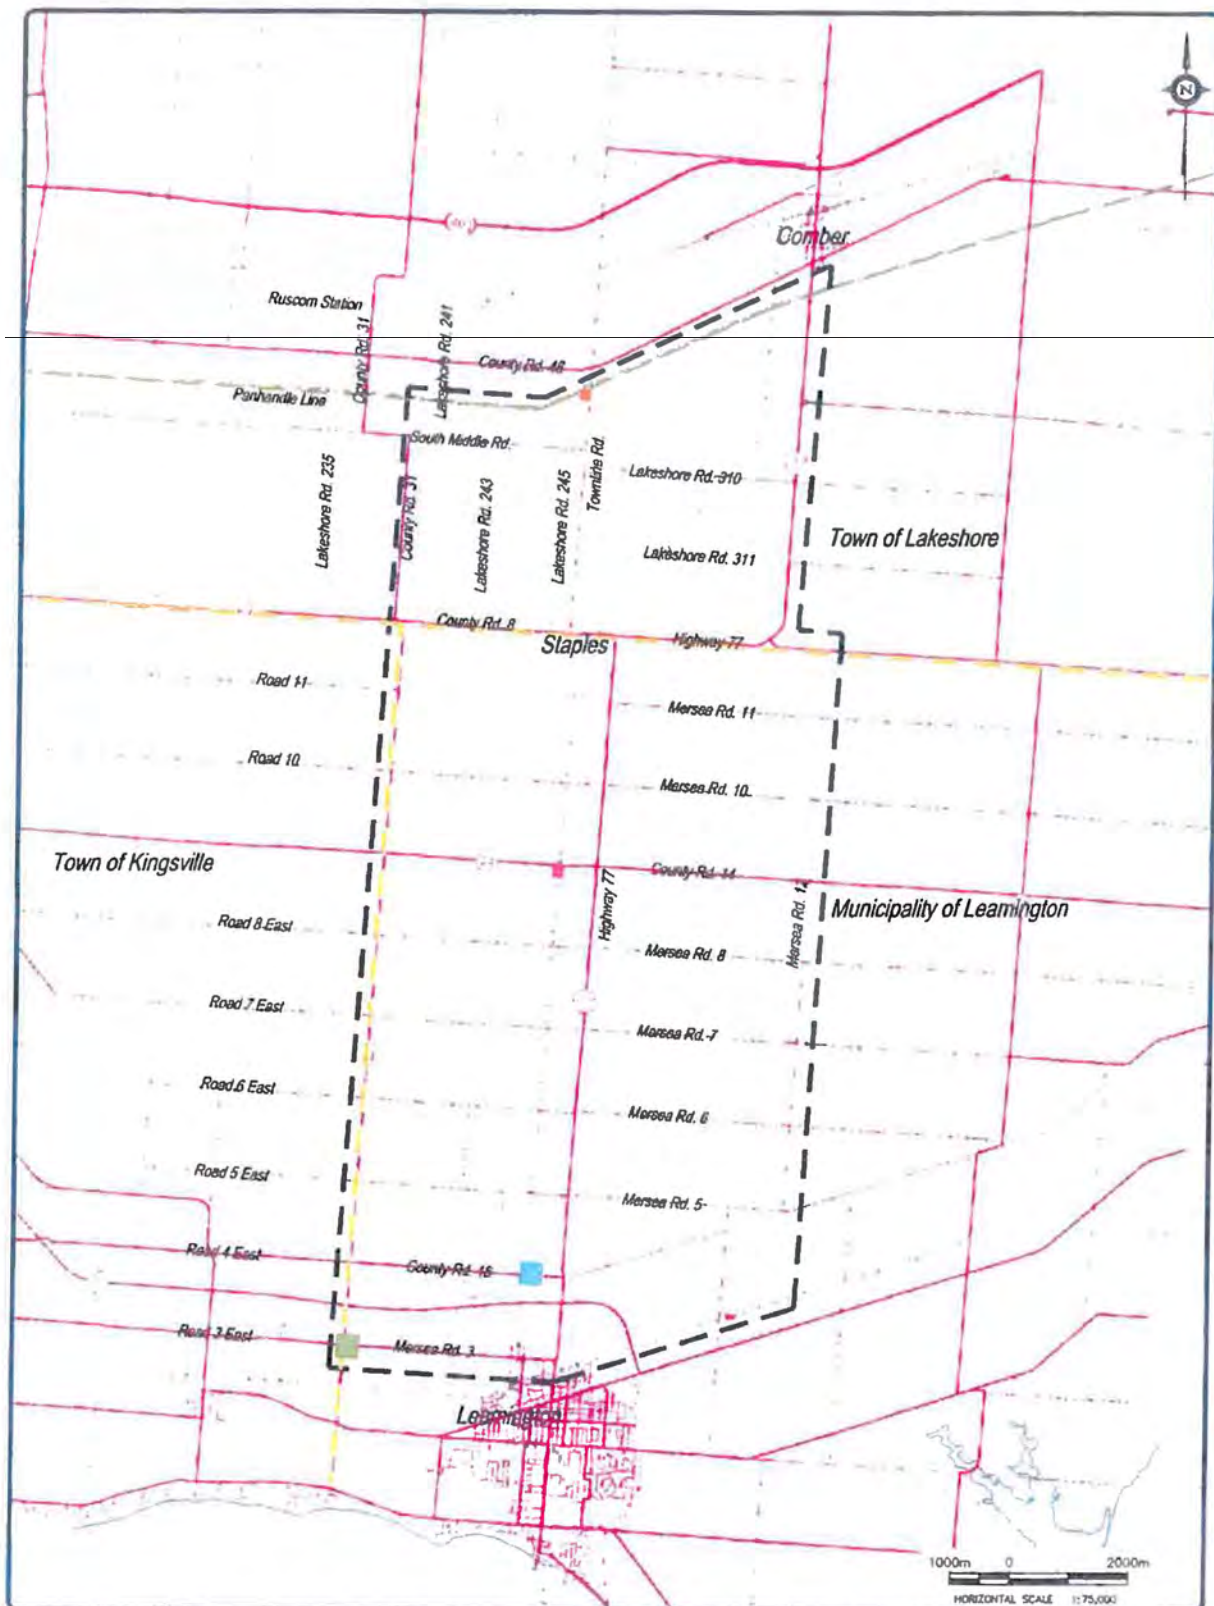 N
Comber
Ruscom Station
County Rd. 31
Lakeshore Rd. 241
County Rd. 46
Panhandle Line
South Middle Rd.
Lakeshore Rd. 235
County Rd. 31
Lakeshore Rd. 243
Lakeshore Rd. 245
Townline Rd.
Lakeshore Rd. 310
Lakeshore Rd. 311
Town of Lakeshore
County Rd. 8
Staples
Highway 77
Road 11
Mersea Rd. 11
Road 10
Mersea Rd. 10
Town of Kingsville
County Rd. 14
Highway 77
Mersea Rd. 12
Municipality of Leamington
Road 8 East
Mersea Rd. 8
Road 7 East
Mersea Rd. 7
Road 6 East
Mersea Rd. 6
Road 5 East
Mersea Rd. 5
Road 4 East
County Rd. 18
Road 3 East
Mersea Rd. 3
Leamington
1000m 0 2000m
HORIZONTAL SCALE 1:75,000